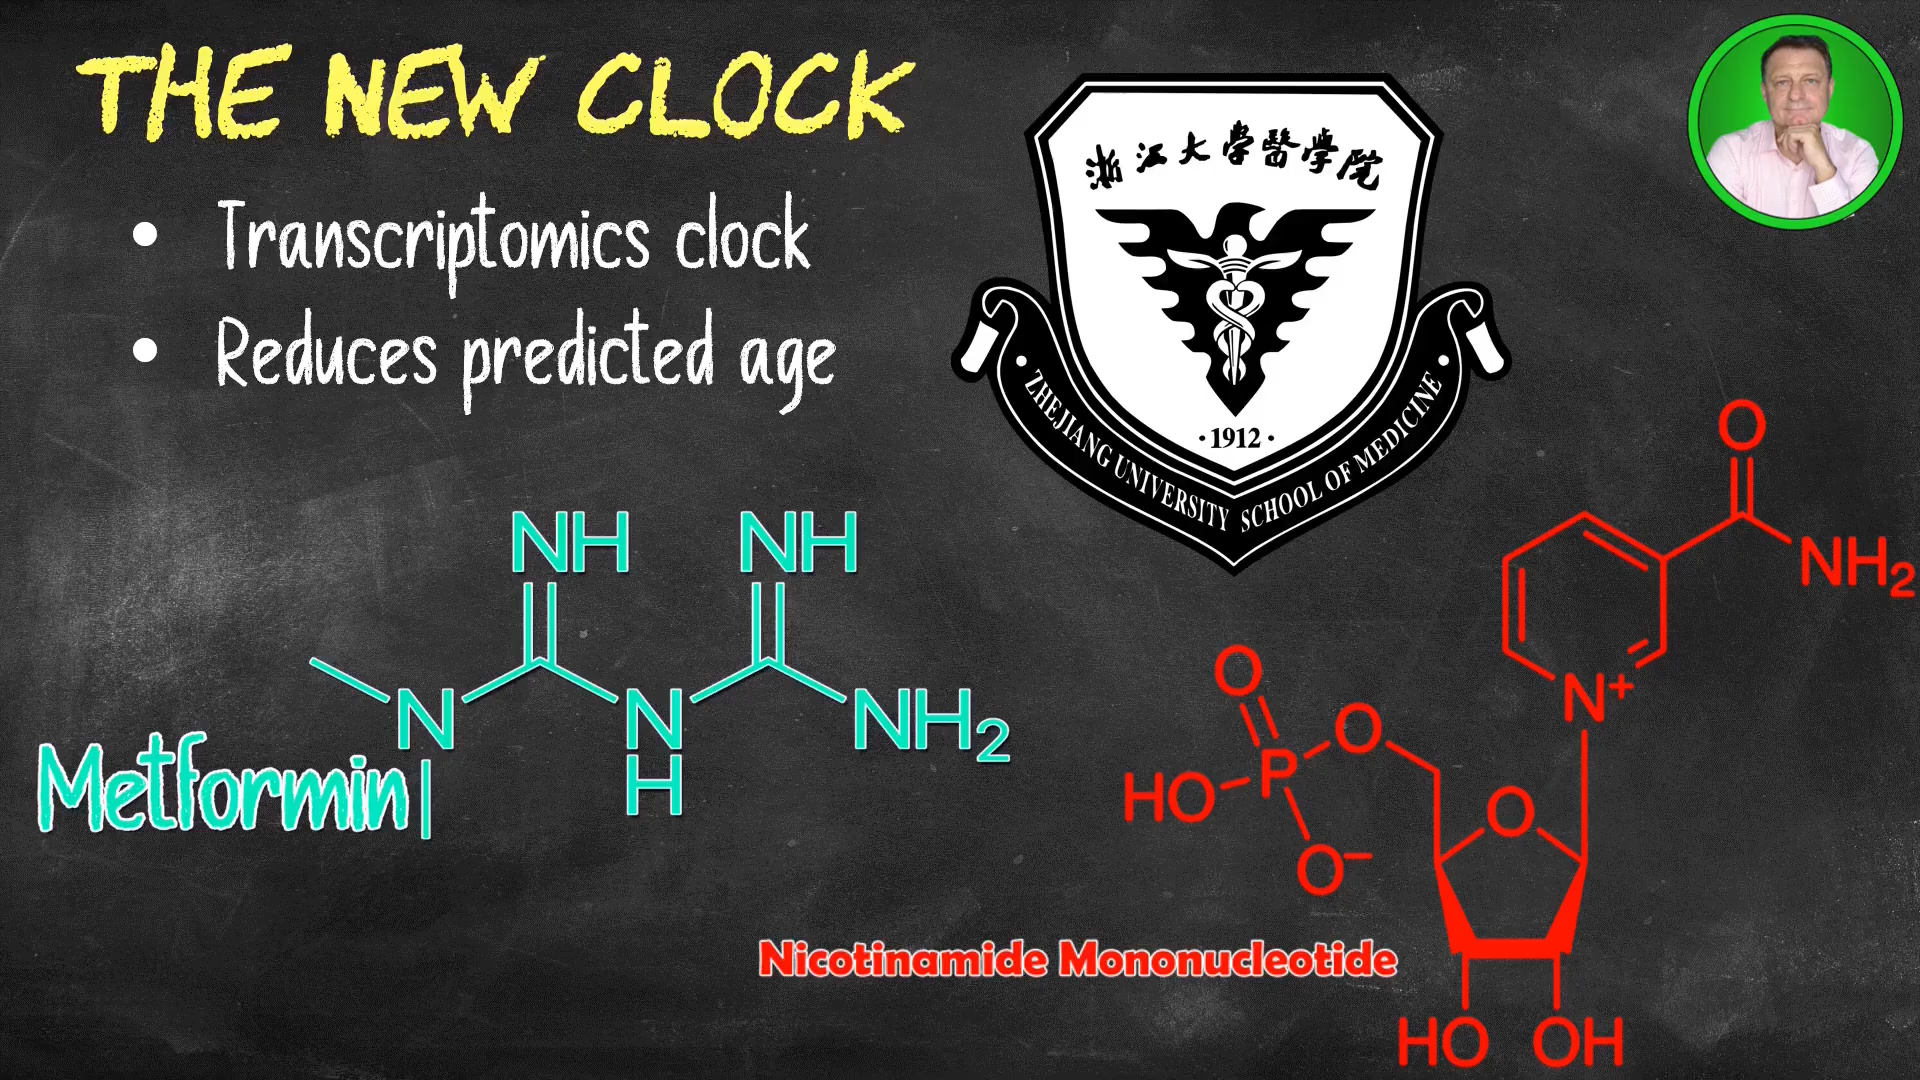 THE NEW CLOCK
• Transcriptomics clock
• Reduces predicted age
浙江大學醫學院
·1912·
• ZHEJIANG UNIVERSITY SCHOOL OF MEDICINE •
NH NH
N N NH2
H
Metformin|
O
NH2
N+
O
O
P
HO
O
O−
Nicotinamide Mononucleotide
HO OH